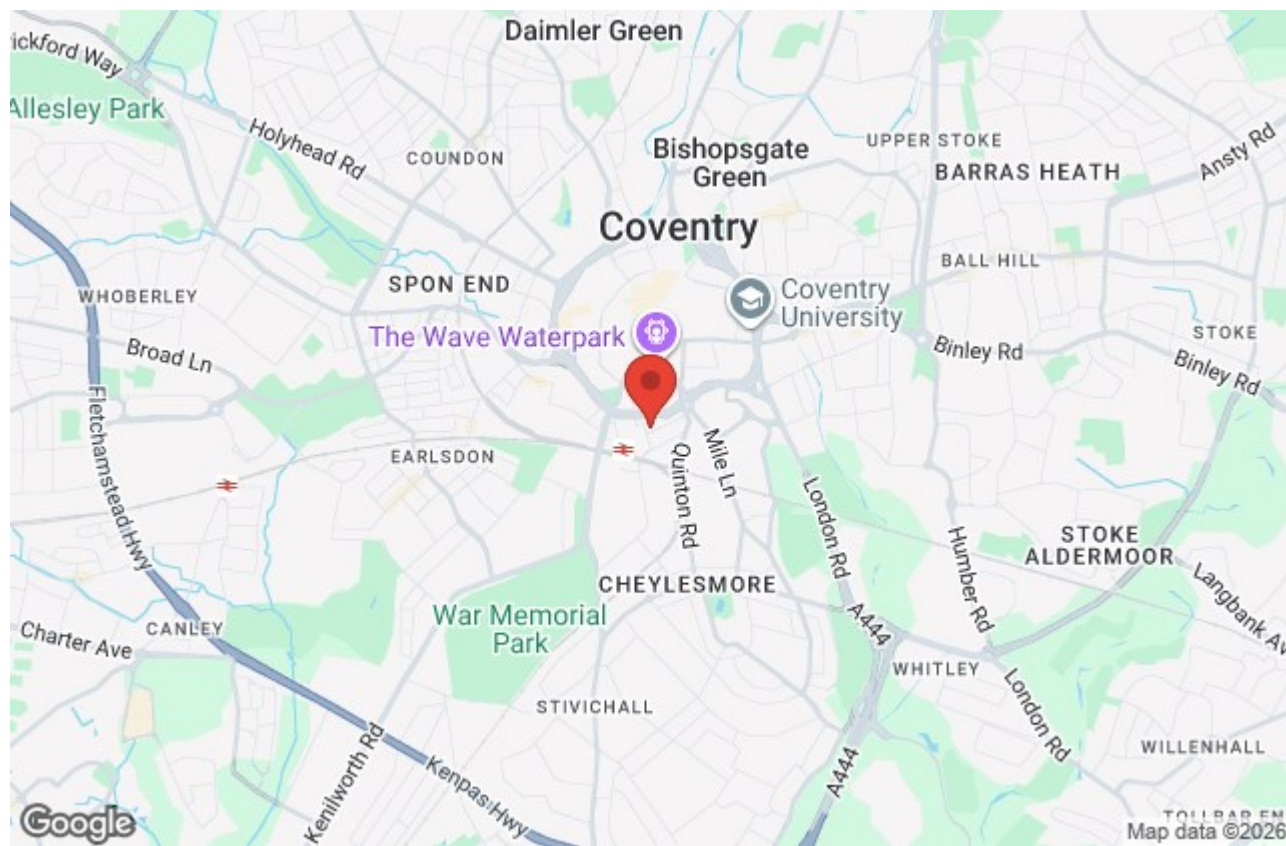 Daimler Green
rickford Way
Allesley Park
Holyhead Rd
COUNDON
Bishopsgate
Green
UPPER STOKE
BARRAS HEATH
Ansty Rd
Coventry
SPON END
BALL HILL
WHOBERLEY
Coventry
University
The Wave Waterpark
STOKE
Broad Ln
Binley Rd
Binley Rd
Fletchamstead Hwy
EARLSDON
Quinton Rd
Mile Ln
London Rd
Humber Rd
STOKE
ALDERMOOR
CHEYLESMORE
Langbank Av
War Memorial
Park
A444
CANLEY
Charter Ave
WHITLEY
London Rd
STIVICHALL
Kenilworth Rd
Kenpas Hwy
A444
WILLENHALL
TOLLBAR EN
Google
Map data ©2026